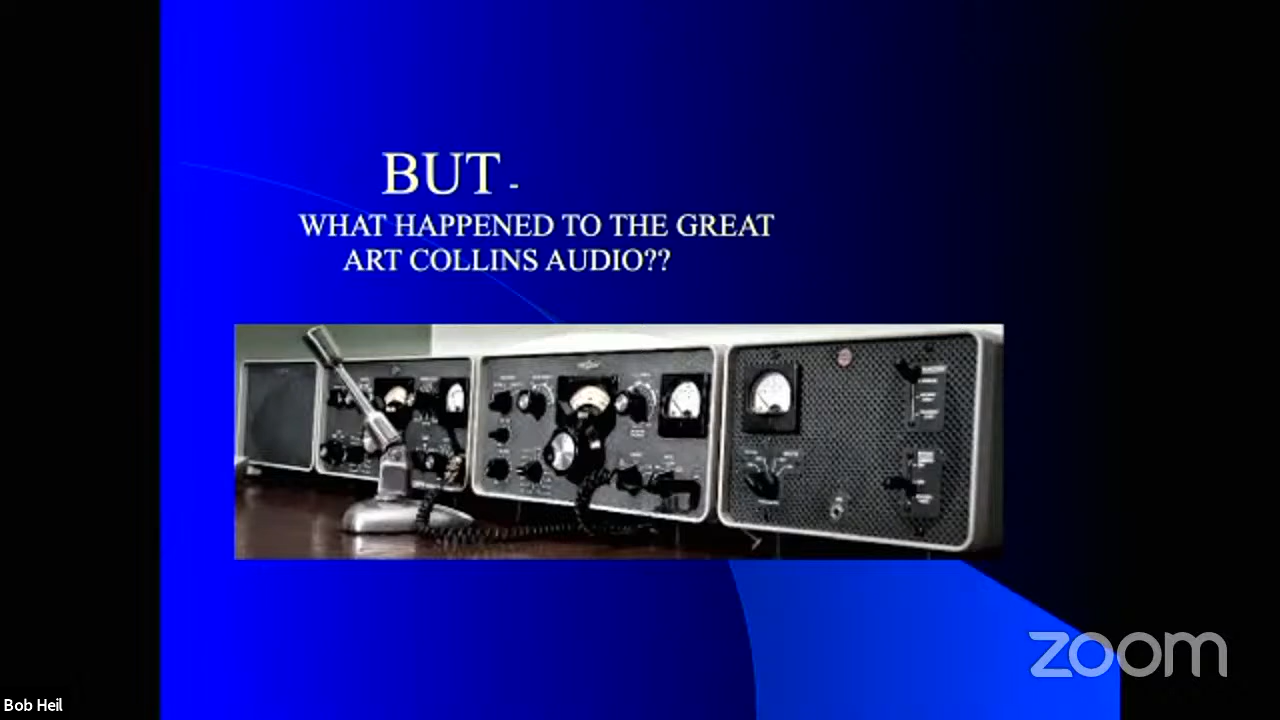 BUT -
WHAT HAPPENED TO THE GREAT
ART COLLINS AUDIO??
zoom
Bob Heil